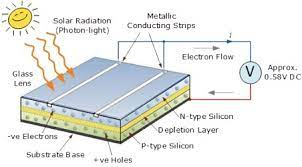 Solar Radiation
(Photon-light)
Metallic
Conducting Strips
i
Electron Flow
Glass
Lens
V
Approx.
0.58V DC
N-type Silicon
Depletion Layer
P-type Silicon
-ve Electrons
Substrate Base
+ve Holes